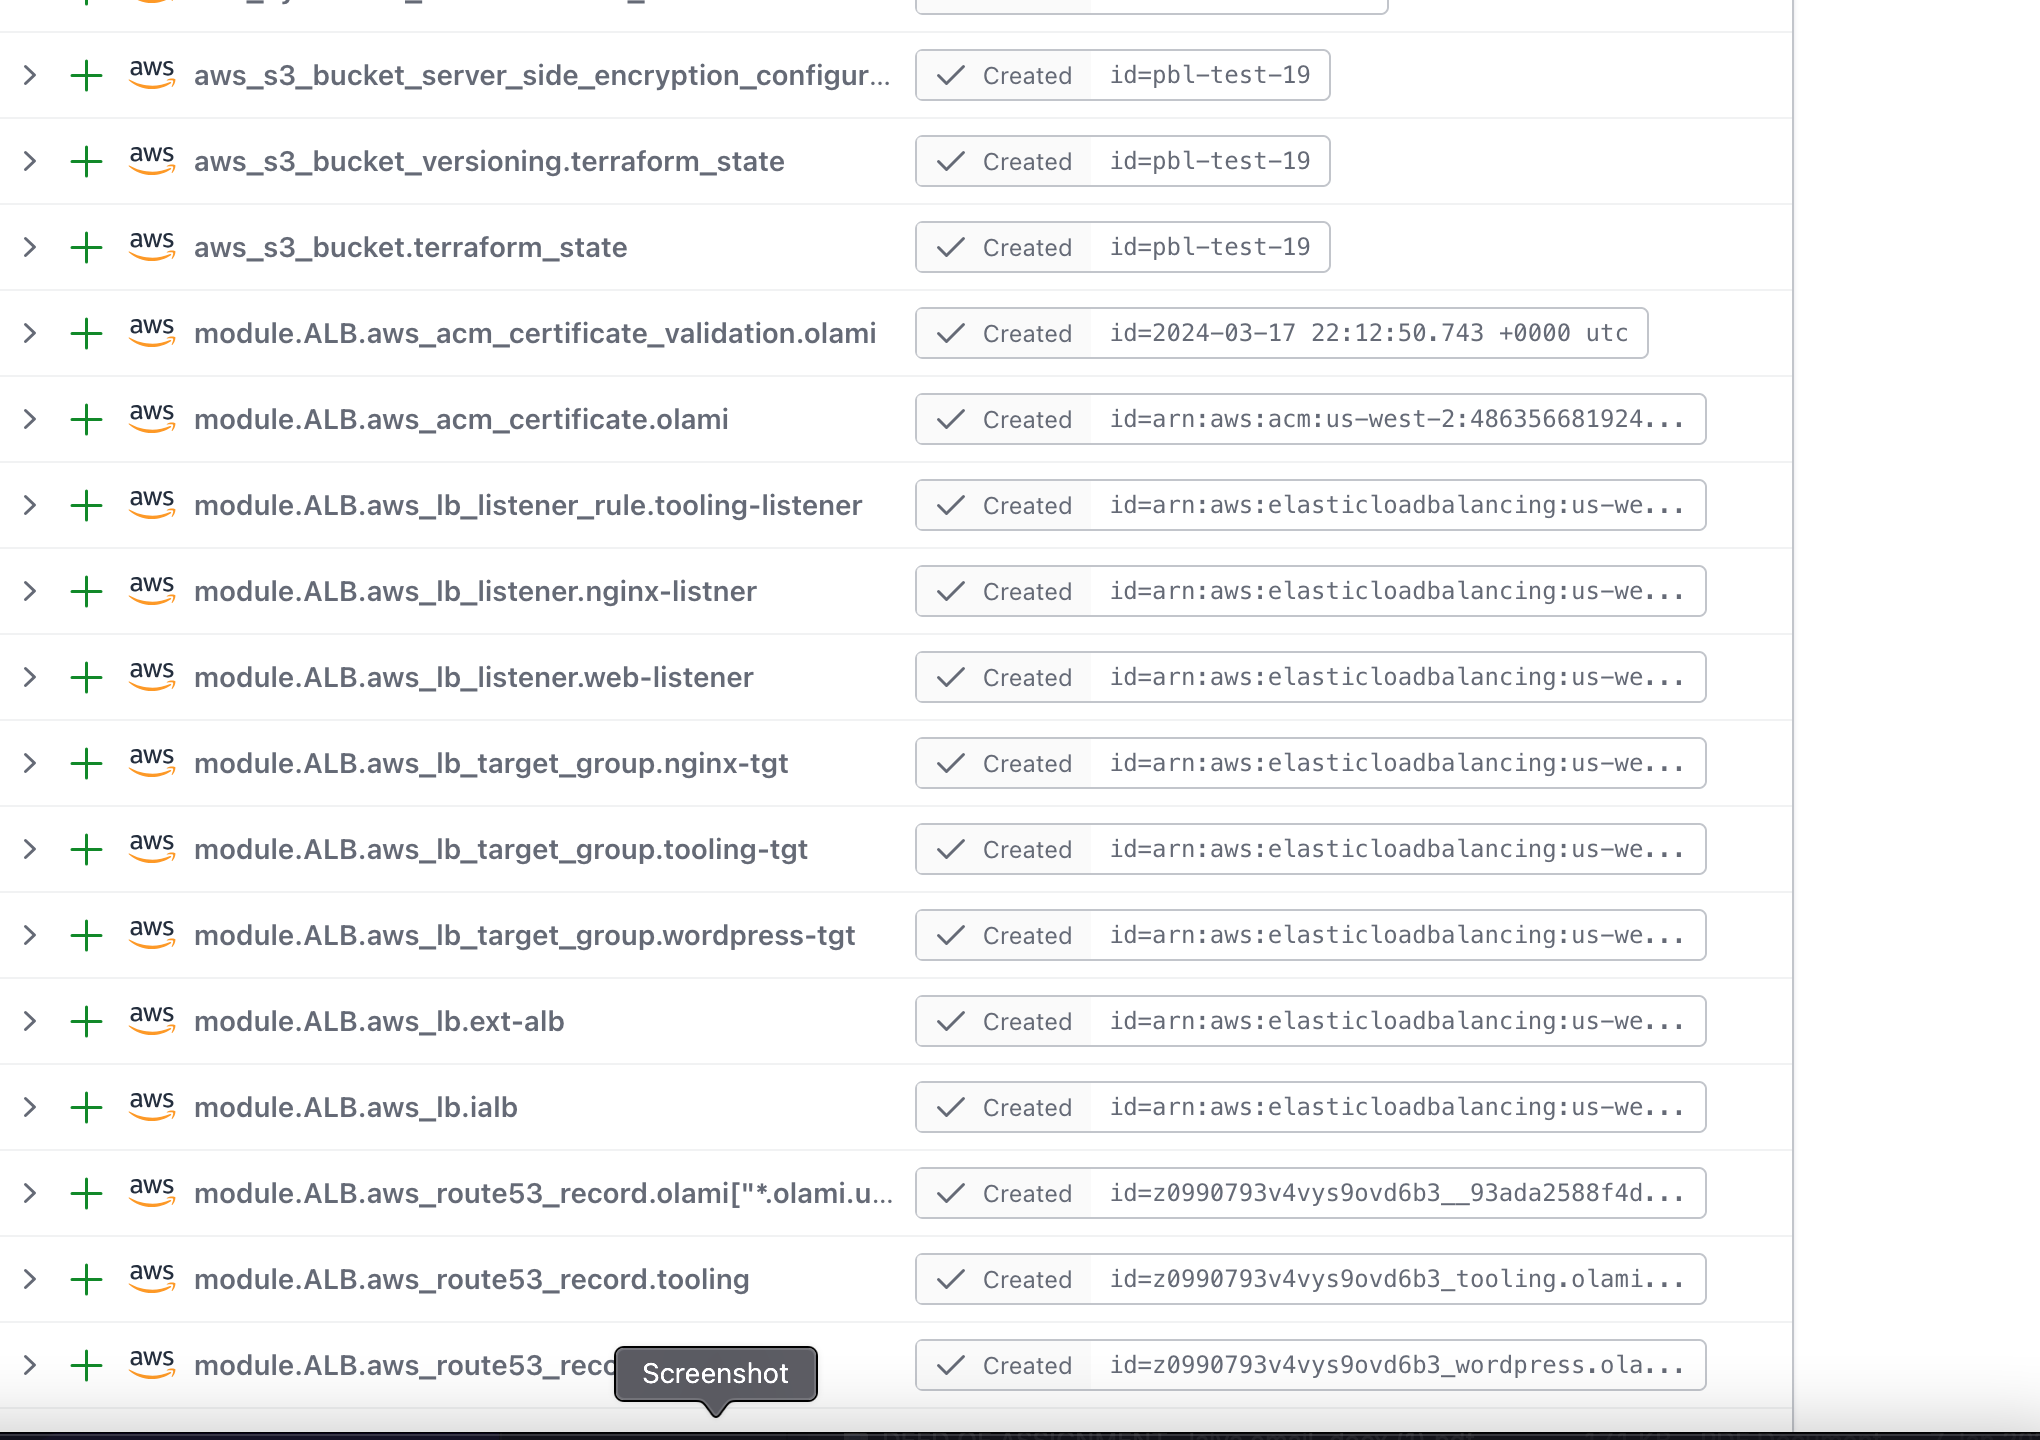 aws aws_s3_bucket_server_side_encryption_configur... Created id=pbl-test-19
aws aws_s3_bucket_versioning.terraform_state Created id=pbl-test-19
aws aws_s3_bucket.terraform_state Created id=pbl-test-19
aws module.ALB.aws_acm_certificate_validation.olami Created id=2024-03-17 22:12:50.743 +0000 utc
aws module.ALB.aws_acm_certificate.olami Created id=arn:aws:acm:us-west-2:486356681924...
aws module.ALB.aws_lb_listener_rule.tooling-listener Created id=arn:aws:elasticloadbalancing:us-we...
aws module.ALB.aws_lb_listener.nginx-listner Created id=arn:aws:elasticloadbalancing:us-we...
aws module.ALB.aws_lb_listener.web-listener Created id=arn:aws:elasticloadbalancing:us-we...
aws module.ALB.aws_lb_target_group.nginx-tgt Created id=arn:aws:elasticloadbalancing:us-we...
aws module.ALB.aws_lb_target_group.tooling-tgt Created id=arn:aws:elasticloadbalancing:us-we...
aws module.ALB.aws_lb_target_group.wordpress-tgt Created id=arn:aws:elasticloadbalancing:us-we...
aws module.ALB.aws_lb.ext-alb Created id=arn:aws:elasticloadbalancing:us-we...
aws module.ALB.aws_lb.ialb Created id=arn:aws:elasticloadbalancing:us-we...
aws module.ALB.aws_route53_record.olami["*.olami.u... Created id=z0990793v4vys9ovd6b3__93ada2588f4d...
aws module.ALB.aws_route53_record.tooling Created id=z0990793v4vys9ovd6b3_tooling.olami...
aws module.ALB.aws_route53_reco Created id=z0990793v4vys9ovd6b3_wordpress.ola...
Screenshot